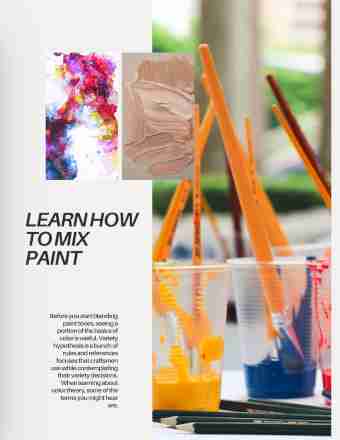 LEARN HOW
TO MIX
PAINT
Before you start blending
paint tones, seeing a
portion of the basics of
color is useful. Variety
hypothesis is a bunch of
rules and references
focuses that craftsmen
use while contemplating
their variety decisions.
When learning about
color theory, some of the
terms you might hear
are.